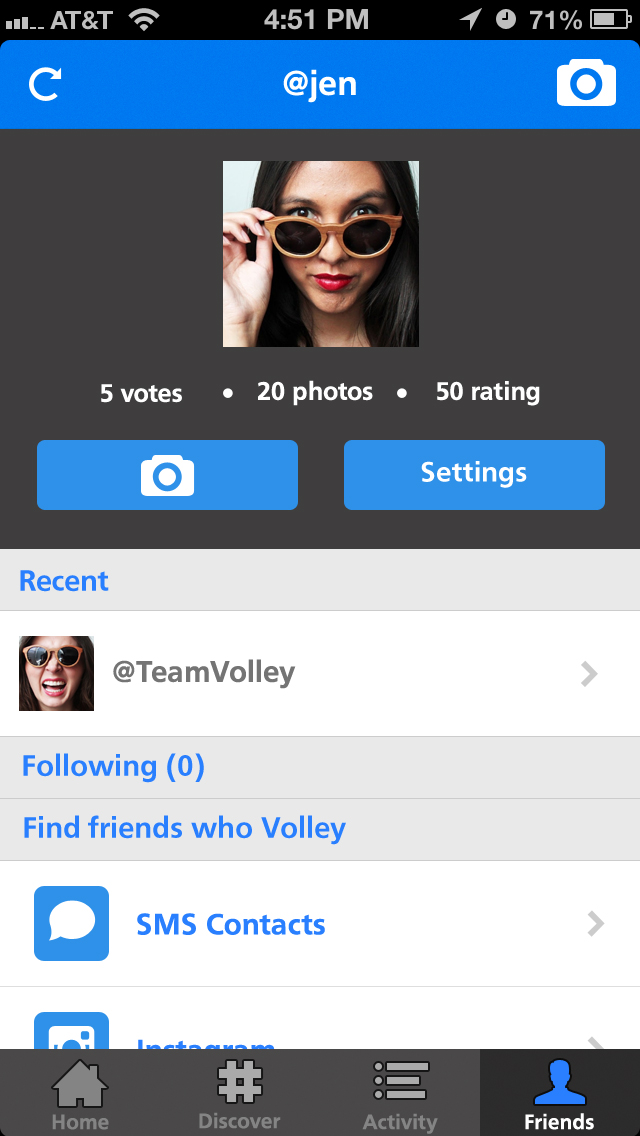 AT&T 4:51 PM 71%
@jen
5 votes • 20 photos • 50 rating
Settings
Recent
@TeamVolley
Following (0)
Find friends who Volley
SMS Contacts
Instagram
Home Discover Activity Friends